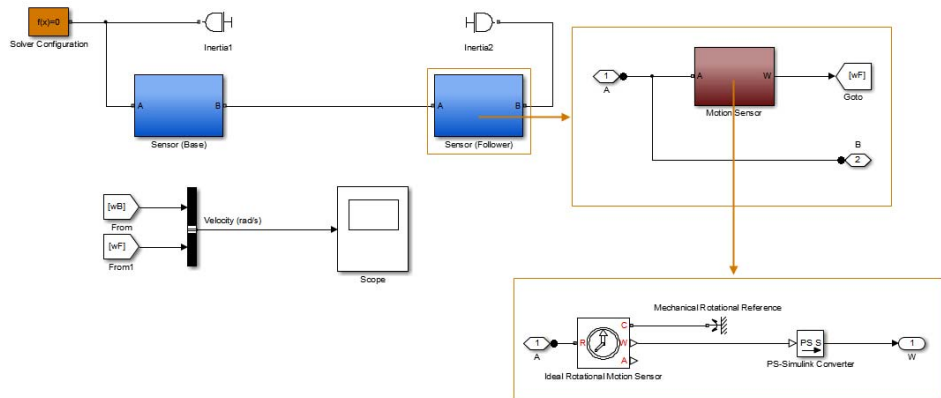 f(x)=0
Solver Configuration
Inertia1
Inertia2
A
B
Sensor (Base)
A
B
Sensor (Follower)
1
A
A
W
Motion Sensor
[wF]
Goto
B
2
[wB]
From
[wF]
From1
Velocity (rad/s)
Scope
Mechanical Rotational Reference
1
A
R
C
W
A
Ideal Rotational Motion Sensor
PS S
PS-Simulink Converter
1
W